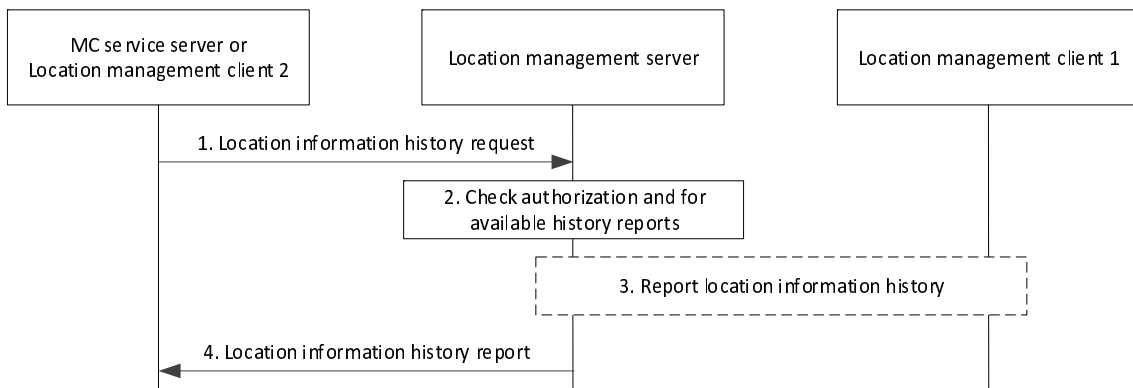 MC service server or
Location management client 2
Location management server
Location management client 1
1. Location information history request
2. Check authorization and for
available history reports
3. Report location information history
4. Location information history report